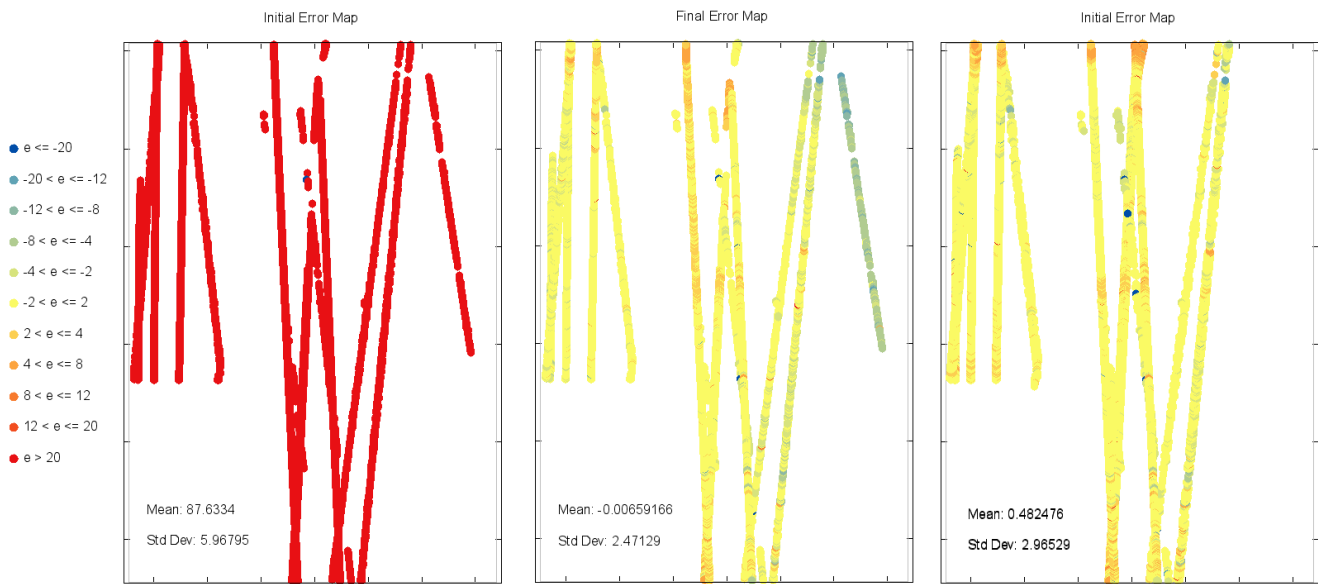 Initial Error Map
Final Error Map
Initial Error Map
e <= -20
-20 < e <= -12
-12 < e <= -8
-8 < e <= -4
-4 < e <= -2
-2 < e <= 2
2 < e <= 4
4 < e <= 8
8 < e <= 12
12 < e <= 20
e > 20
Mean: 87.6334
Std Dev: 5.96795
Mean: -0.00659166
Std Dev: 2.47129
Mean: 0.482476
Std Dev: 2.96529